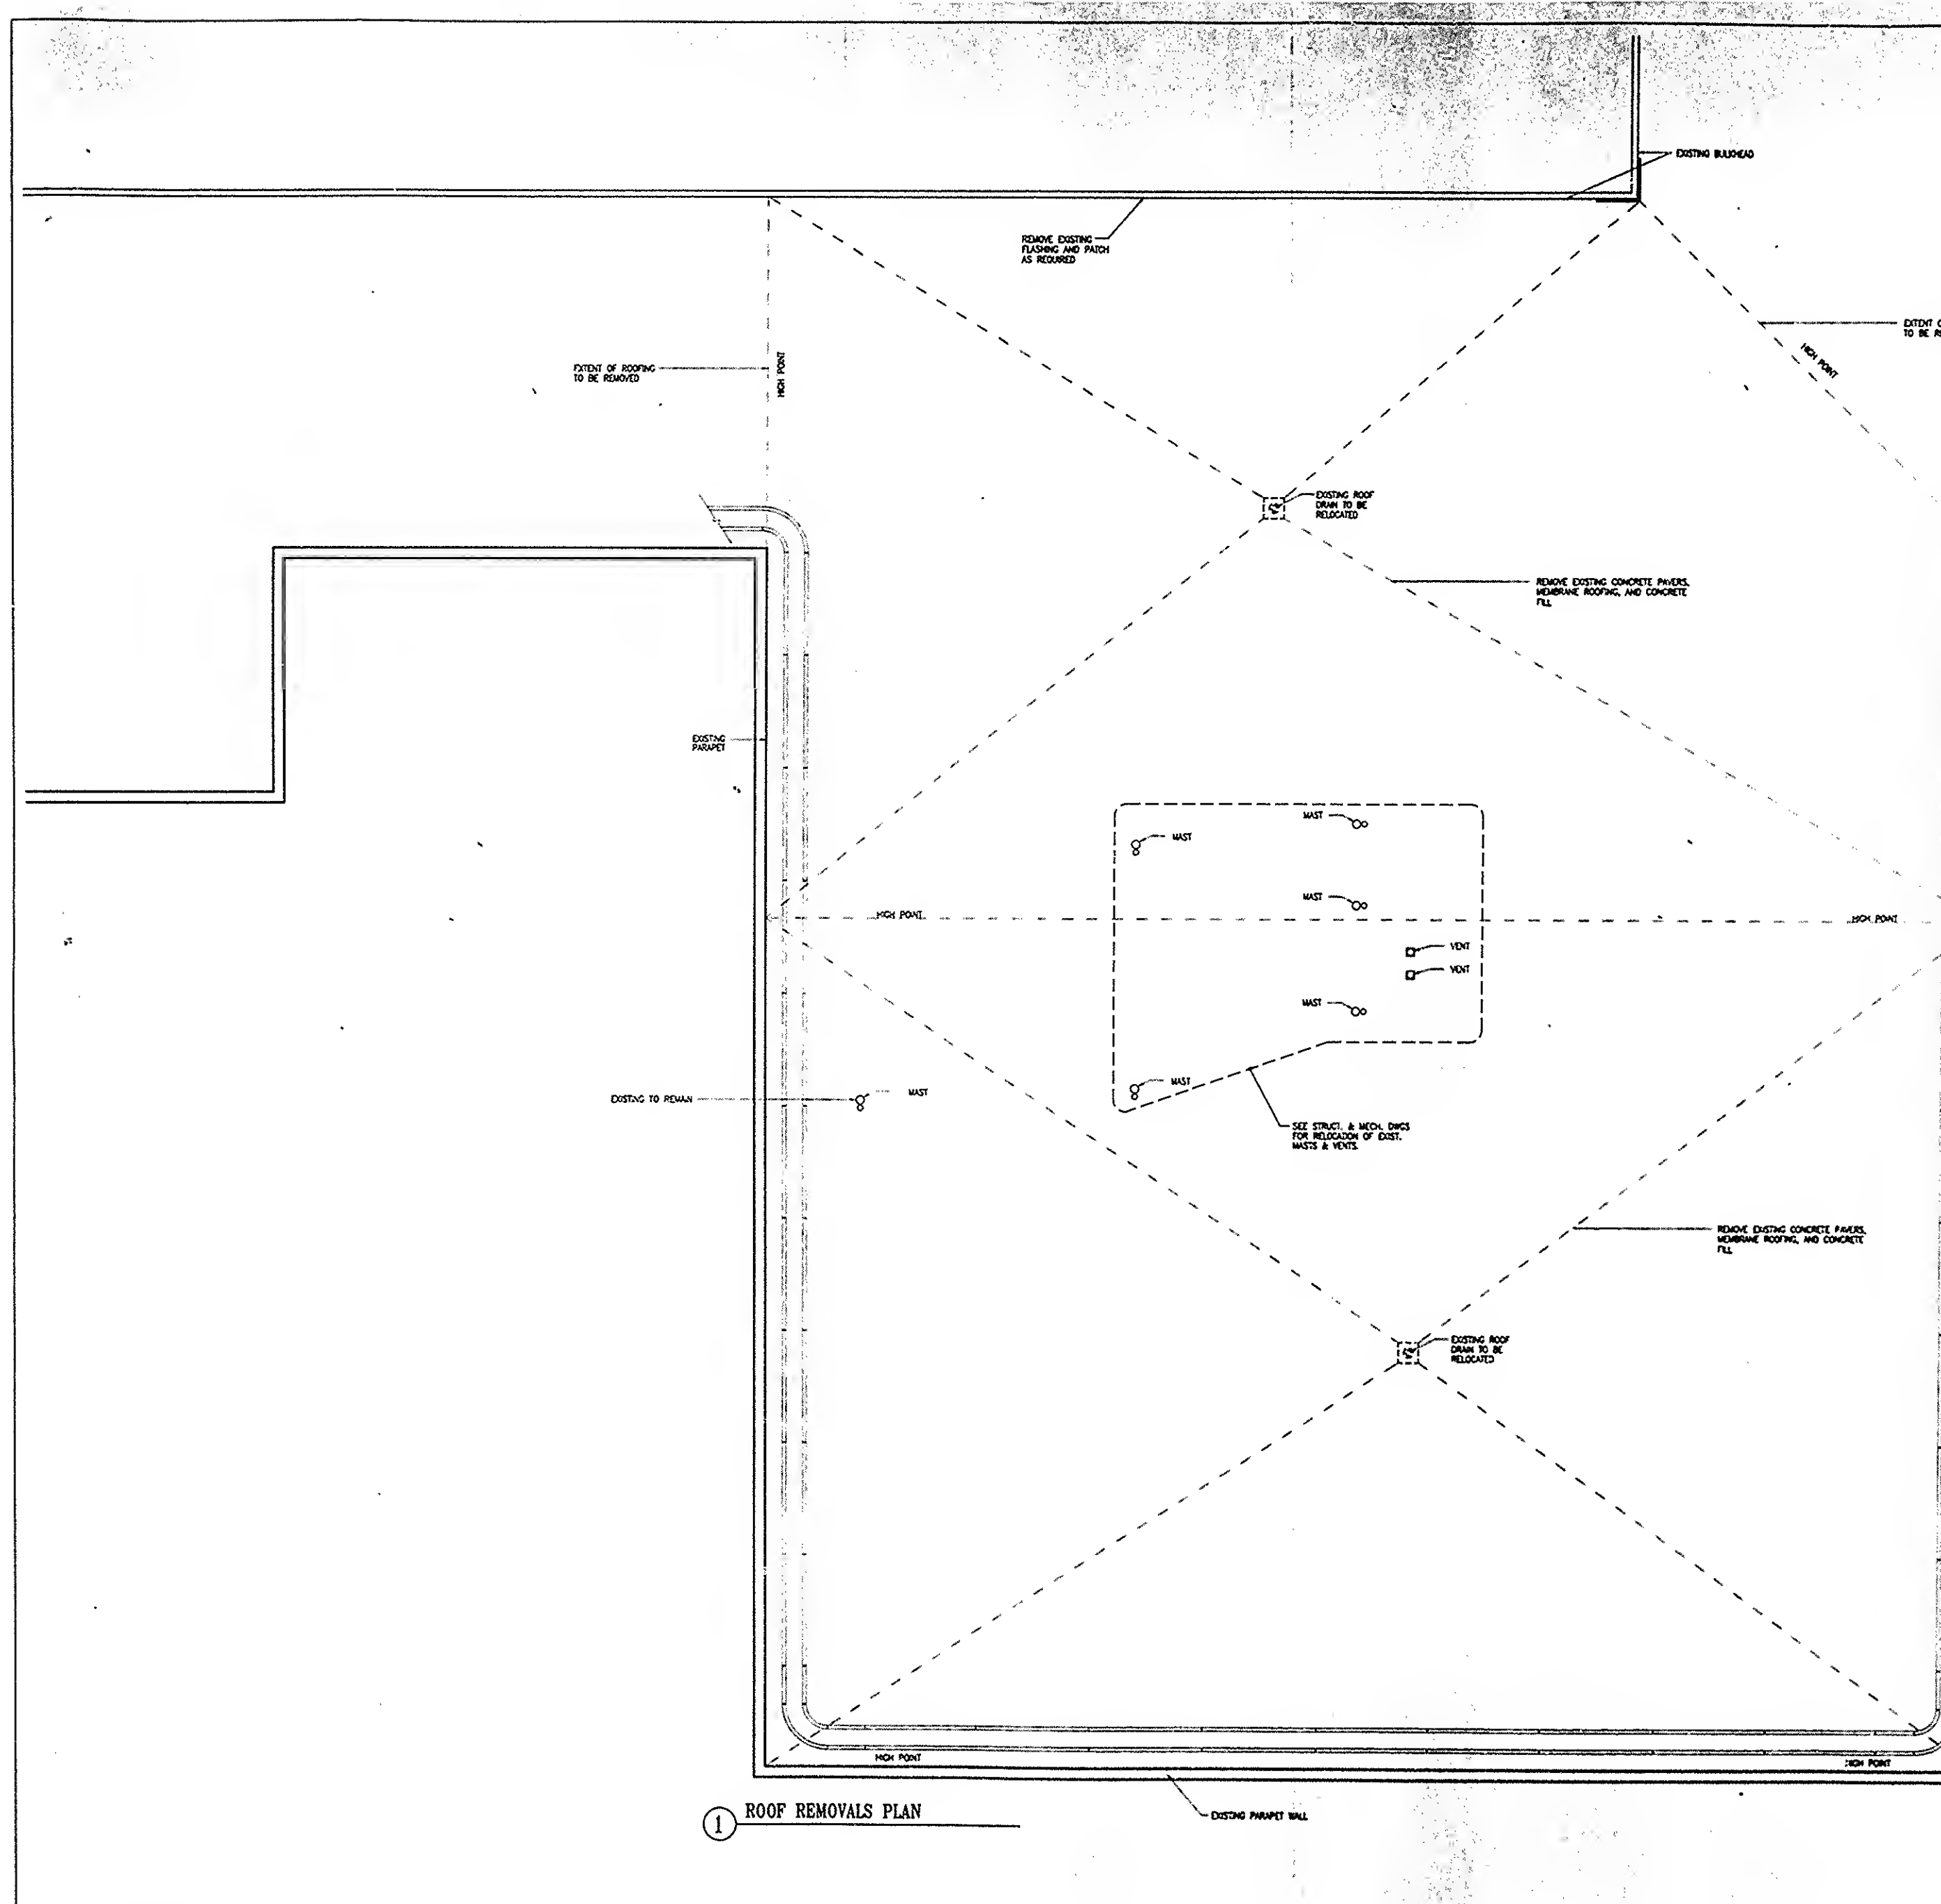 EXISTING BULKHEAD
REMOVE EXISTING
FLASHING AND PATCH
AS REQUIRED
EXTENT
TO BE
HIGH POINT
EXTENT OF ROOFING
TO BE REMOVED
HIGH POINT
EXISTING ROOF
DRAIN TO BE
RELOCATED
REMOVE EXISTING CONCRETE PAVERS,
MEMBRANE ROOFING, AND CONCRETE
FILL
EXISTING
PARAPET
MAST
MAST
MAST
HIGH POINT
HIGH POINT
VENT
VENT
MAST
MAST
EXISTING TO REMAIN
MAST
SEE STRUCT. & MECH. DWGS
FOR RELOCATION OF EXIST.
MASTS & VENTS.
REMOVE EXISTING CONCRETE PAVERS,
MEMBRANE ROOFING, AND CONCRETE
FILL
EXISTING ROOF
DRAIN TO BE
RELOCATED
HIGH POINT
HIGH POINT
1 ROOF REMOVALS PLAN
EXISTING PARAPET WALL